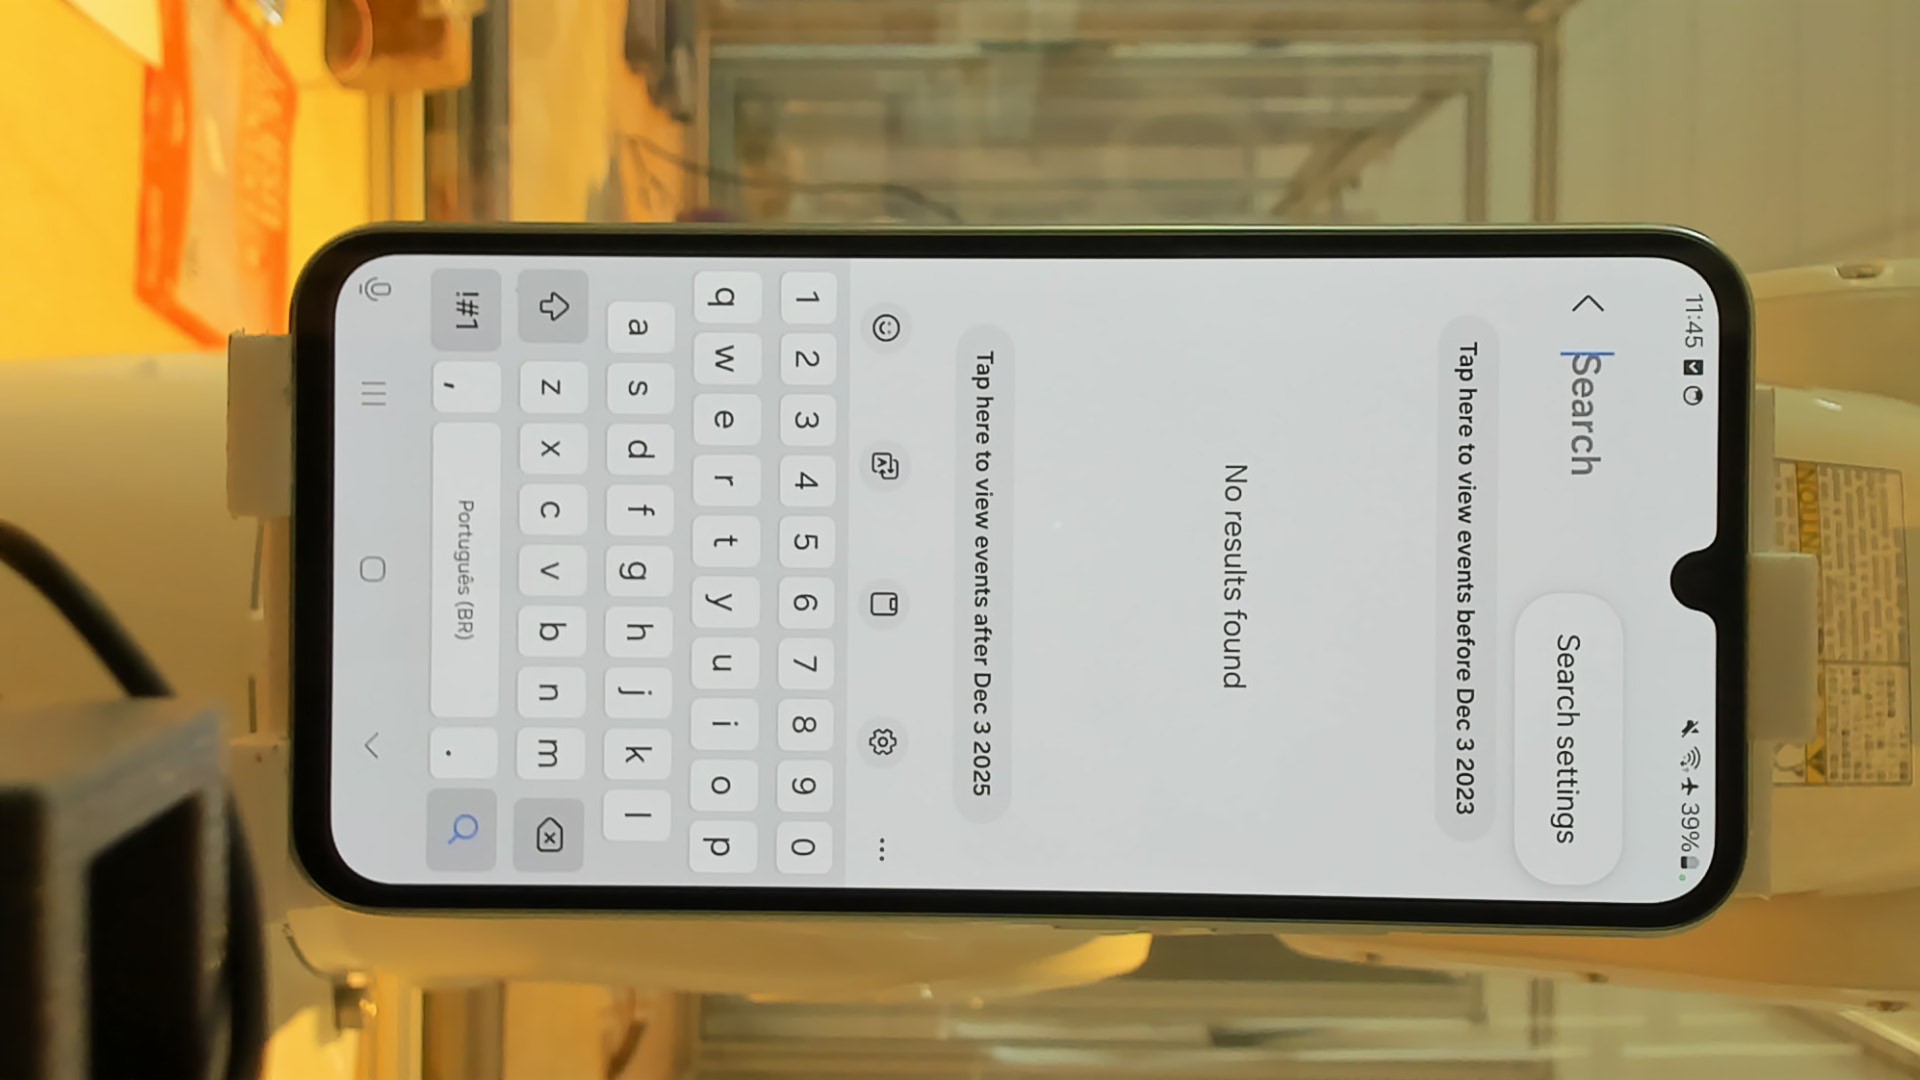 11:45
39%
Search
Search settings
Tap here to view events before Dec 3 2023
No results found
Tap here to view events after Dec 3 2025
1 2 3 4 5 6 7 8 9 0
q w e r t y u i o p
a s d f g h j k l
z x c v b n m
!#1 , Português (BR) .